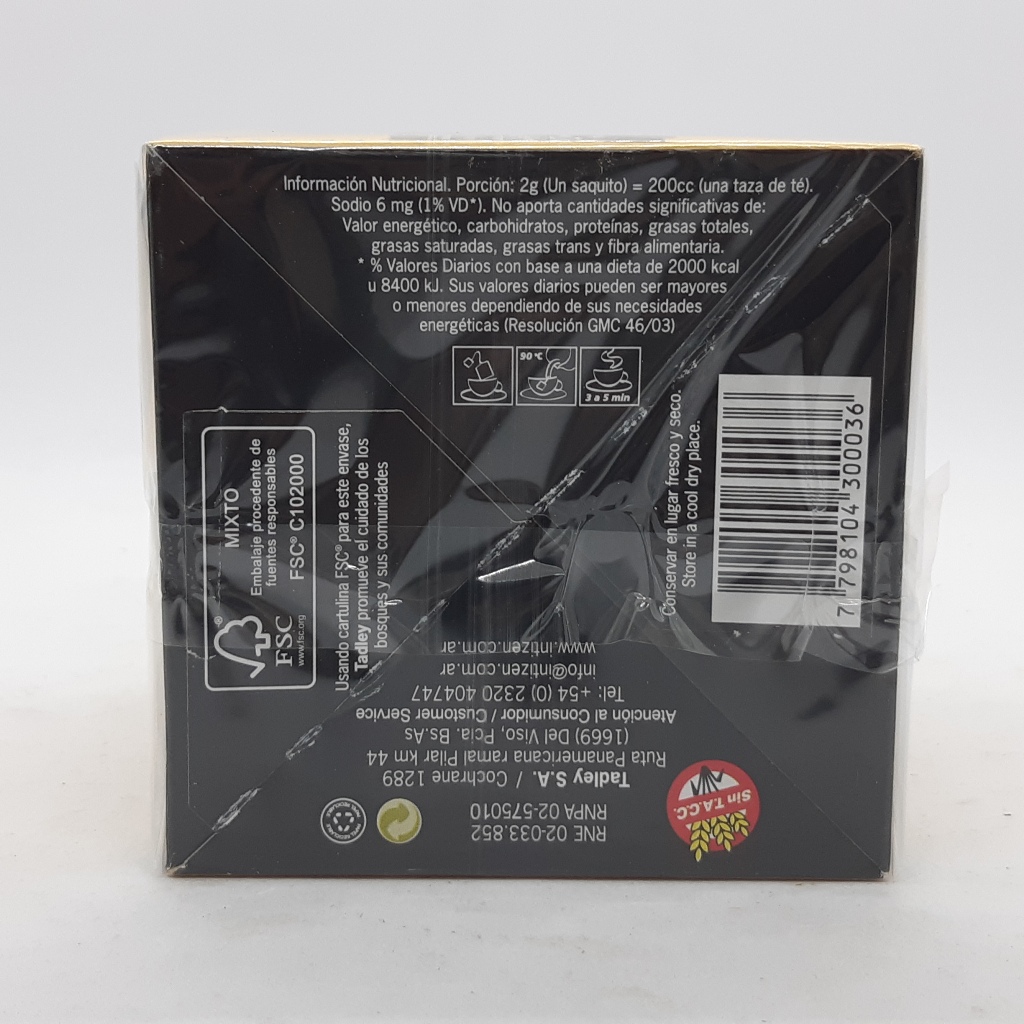 Información Nutricional. Porción: 2g (Un saquito) = 200cc (una taza de té).
Sodio 6 mg (1% VD*). No aporta cantidades significativas de:
Valor energético, carbohidratos, proteínas, grasas totales,
grasas saturadas, grasas trans y fibra alimentaria.
* % Valores Diarios con base a una dieta de 2000 kcal
u 8400 kJ. Sus valores diarios pueden ser mayores
o menores dependiendo de sus necesidades
energéticas (Resolución GMC 46/03)
90 °C
3 a 5 min
MIXTO
Embalaje procedente de
fuentes responsables
FSC® C102000
®
FSC
www.fsc.org
Usando cartulina FSC® para este envase,
Tadley promueve el cuidado de los
bosques y sus comunidades
Conservar en lugar fresco y seco.
Store in a cool dry place.
7 798104 300036
Sin T.A.C.C.
RNE 02-033.852
RNPA 02-575010
Tadley S.A. / Cochrane 1289
Ruta Panamericana ramal Pilar km 44
(1669) Del Viso, Pcia. Bs.As
Atención al Consumidor / Customer Service
Tel: +54 (0) 2320 404747
info@intizen.com.ar
www.intizen.com.ar